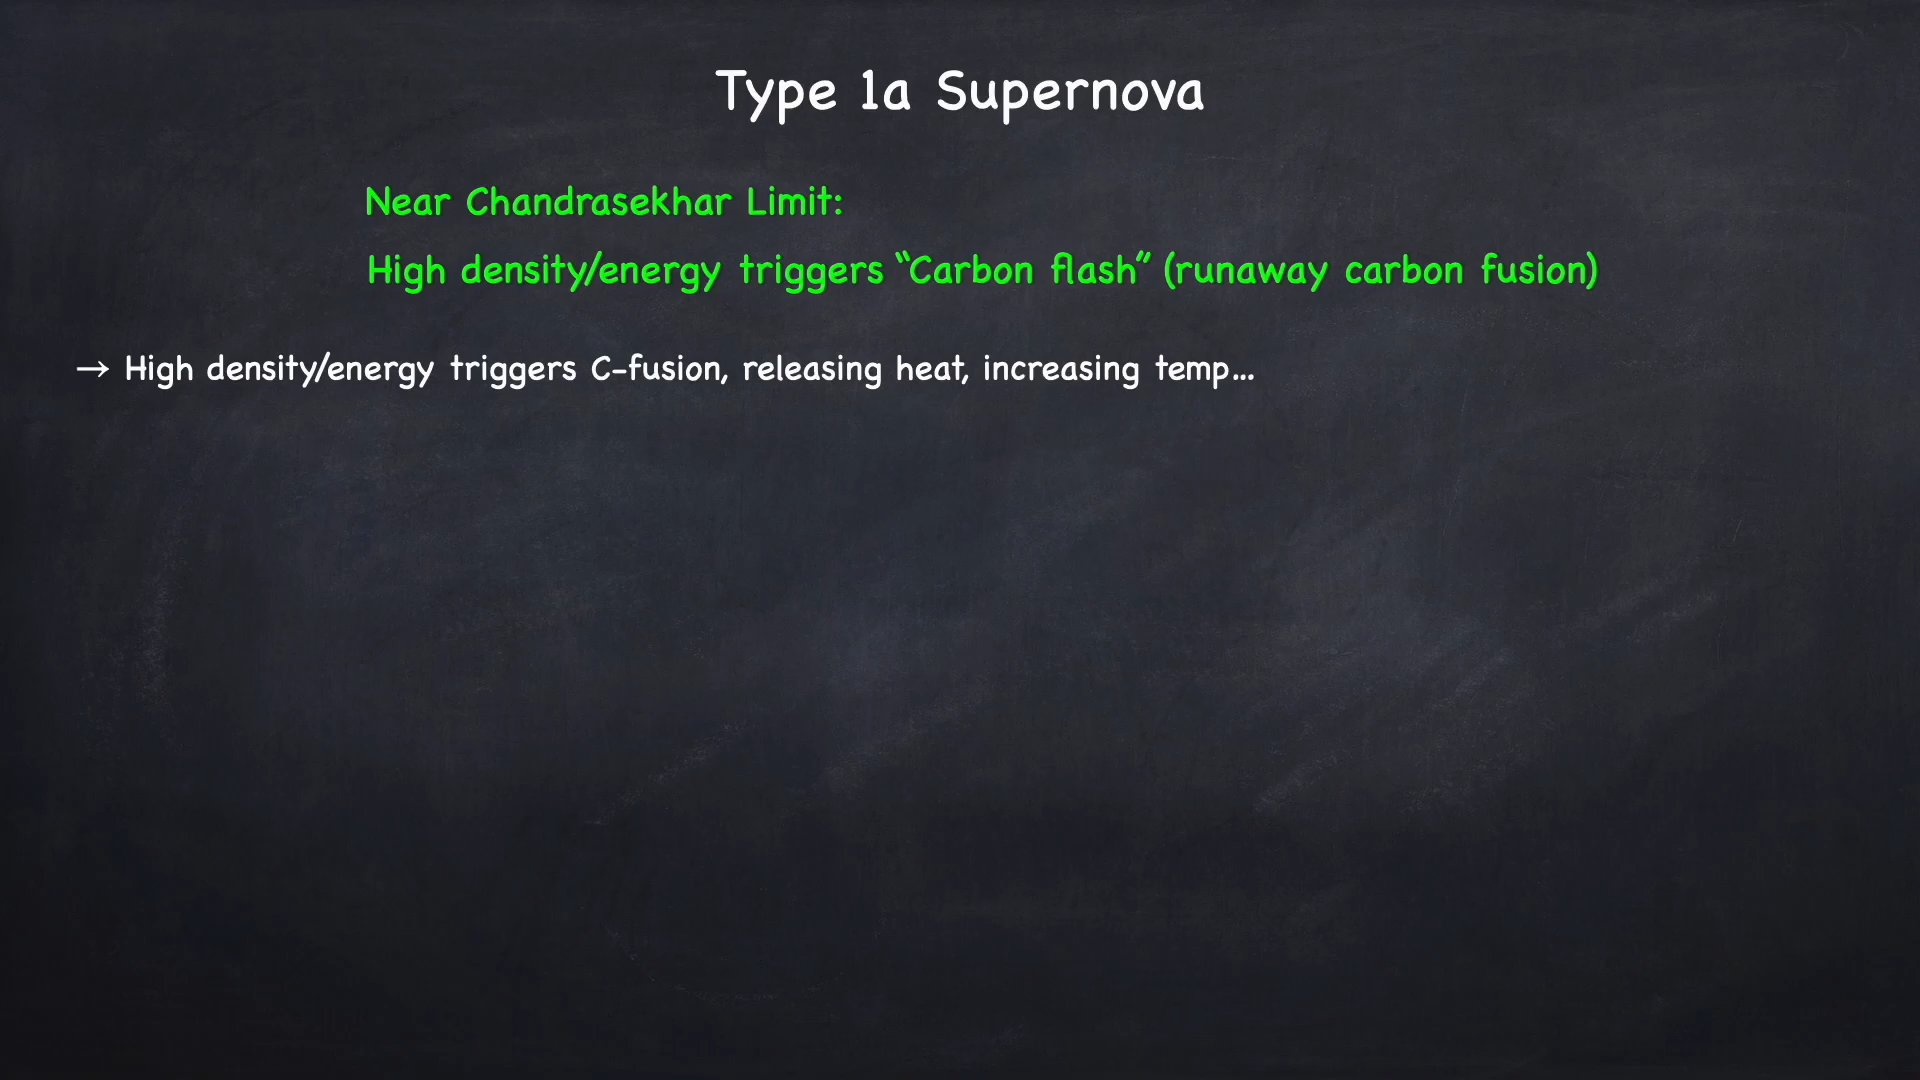 Type 1a Supernova
Near Chandrasekhar Limit:
High density/energy triggers “Carbon flash” (runaway carbon fusion)
→ High density/energy triggers C-fusion, releasing heat, increasing temp…